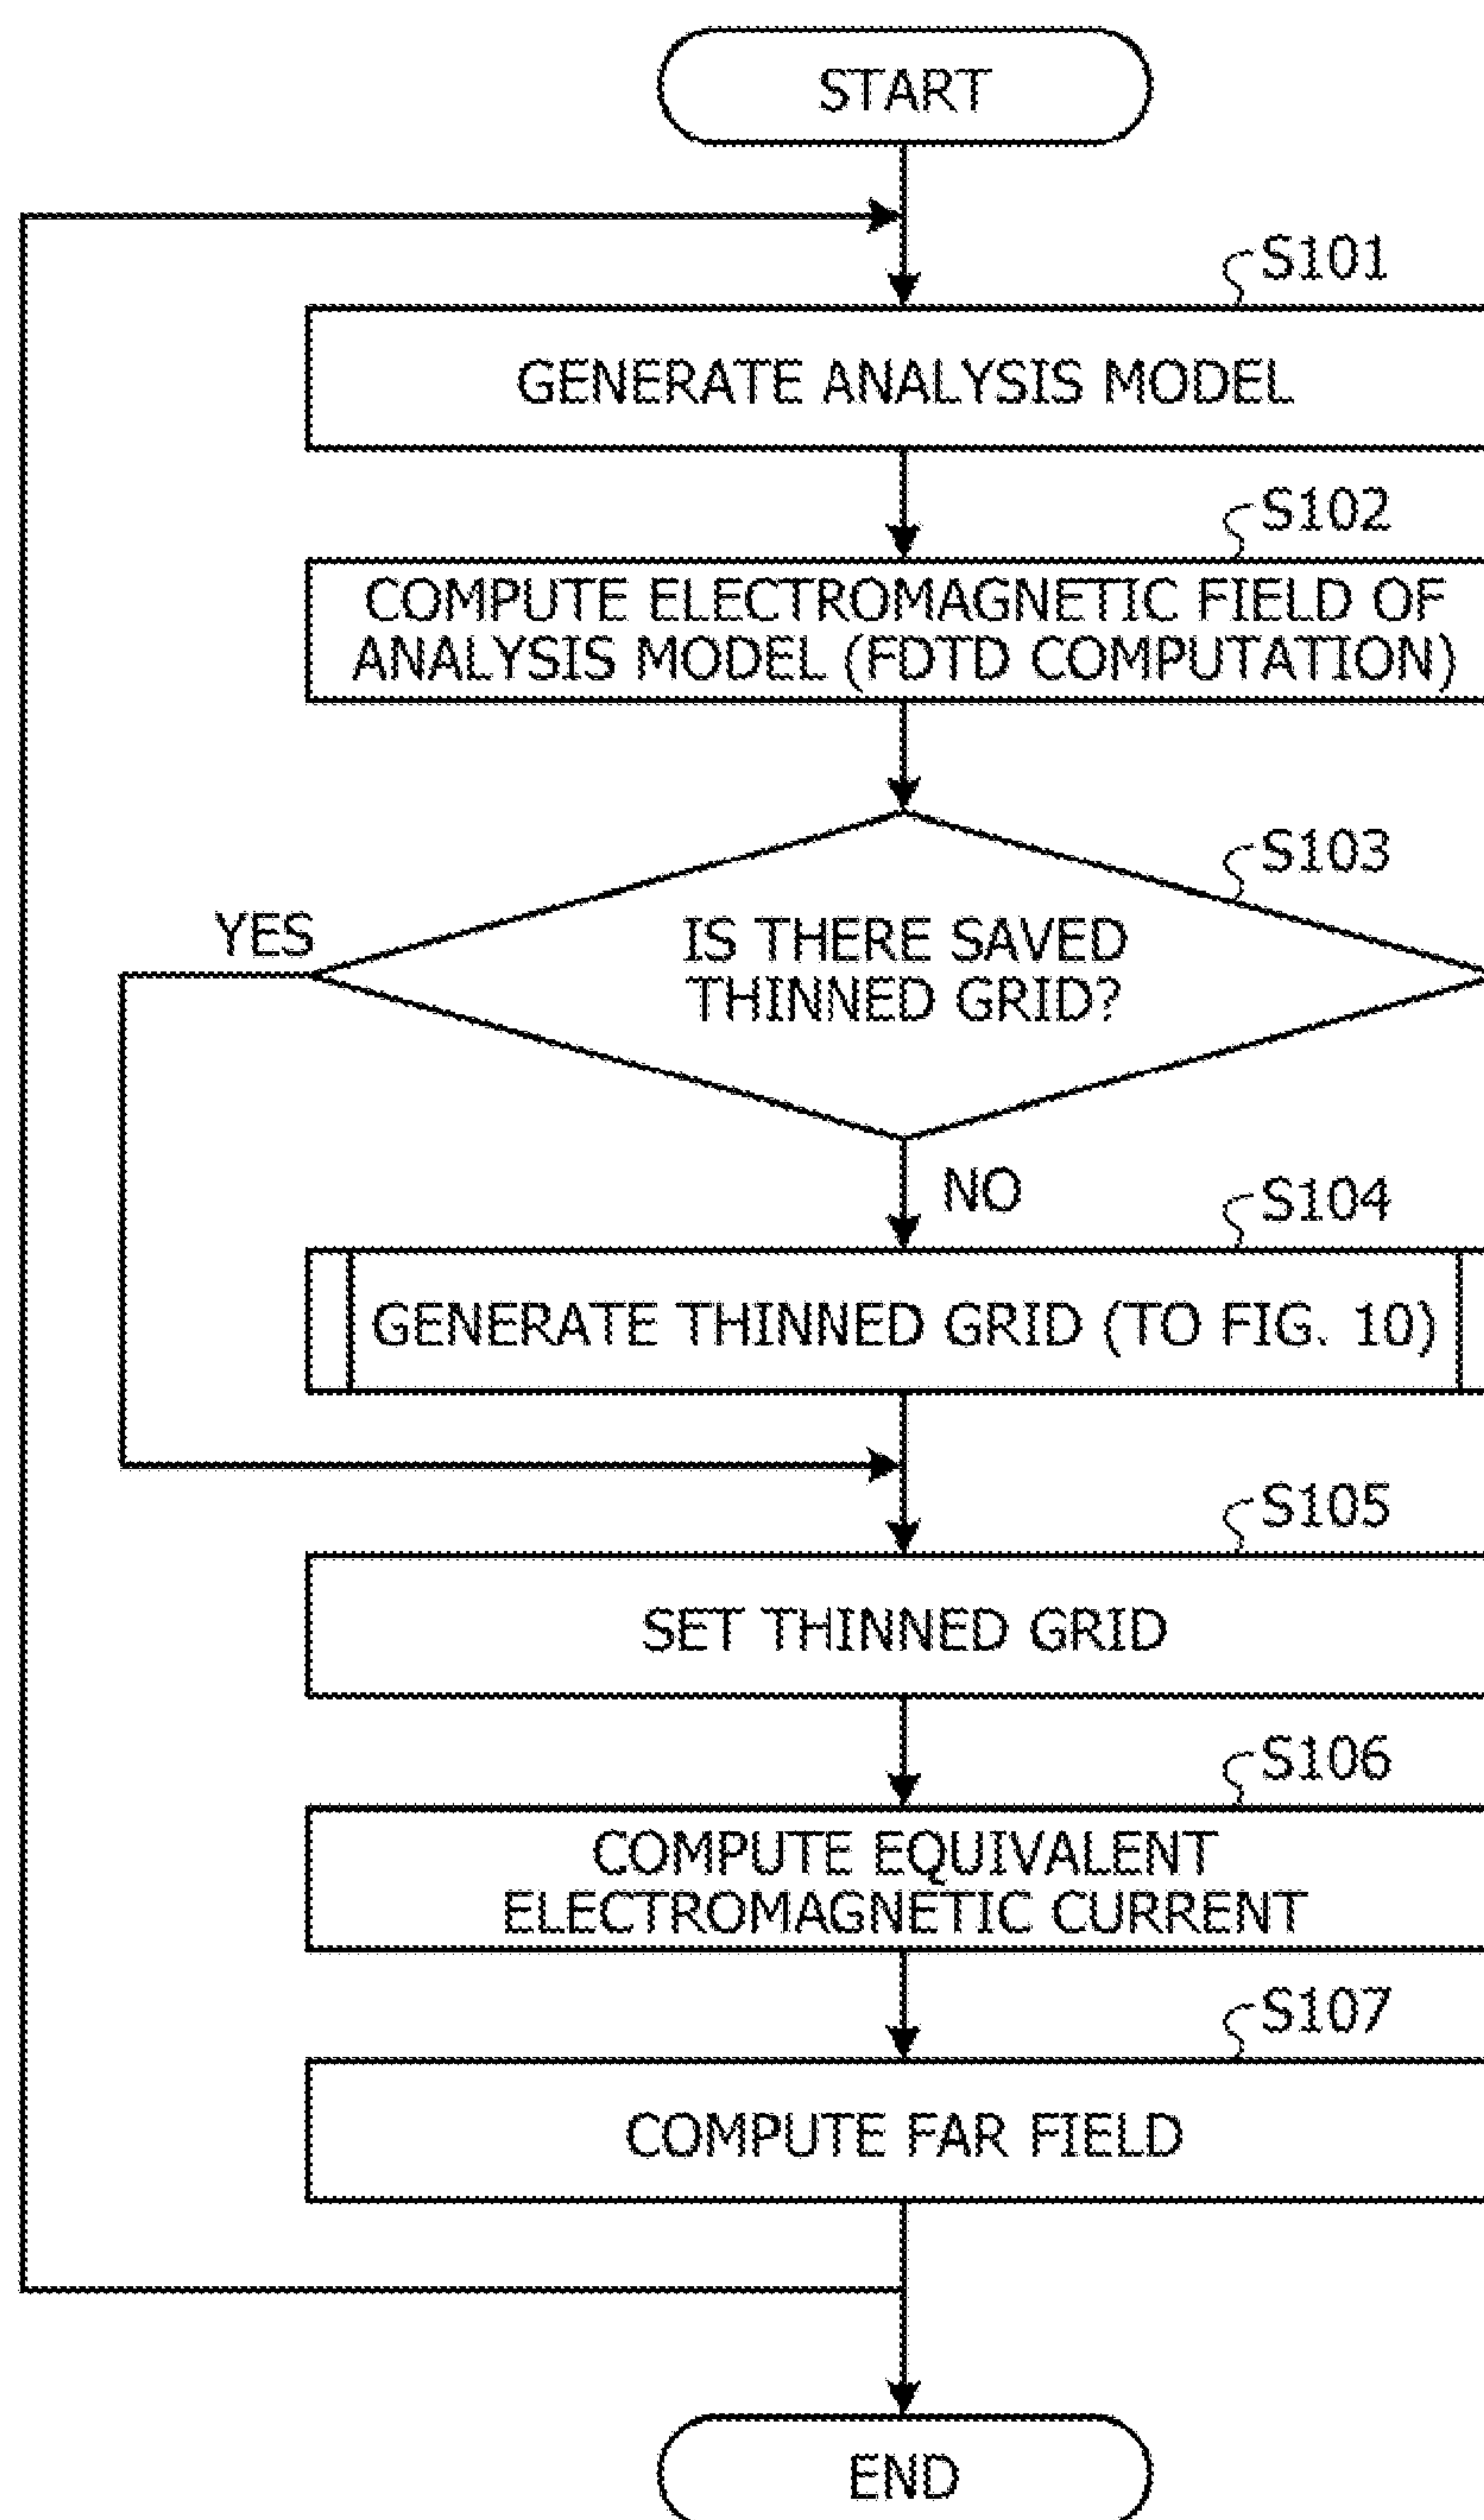 START
S101
GENERATE ANALYSIS MODEL
S102
COMPUTE ELECTROMAGNETIC FIELD OF
ANALYSIS MODEL (FDTD COMPUTATION)
S103
YES
IS THERE SAVED
THINNED GRID?
NO
S104
GENERATE THINNED GRID (TO FIG. 10)
S105
SET THINNED GRID
S106
COMPUTE EQUIVALENT
ELECTROMAGNETIC CURRENT
S107
COMPUTE FAR FIELD
END